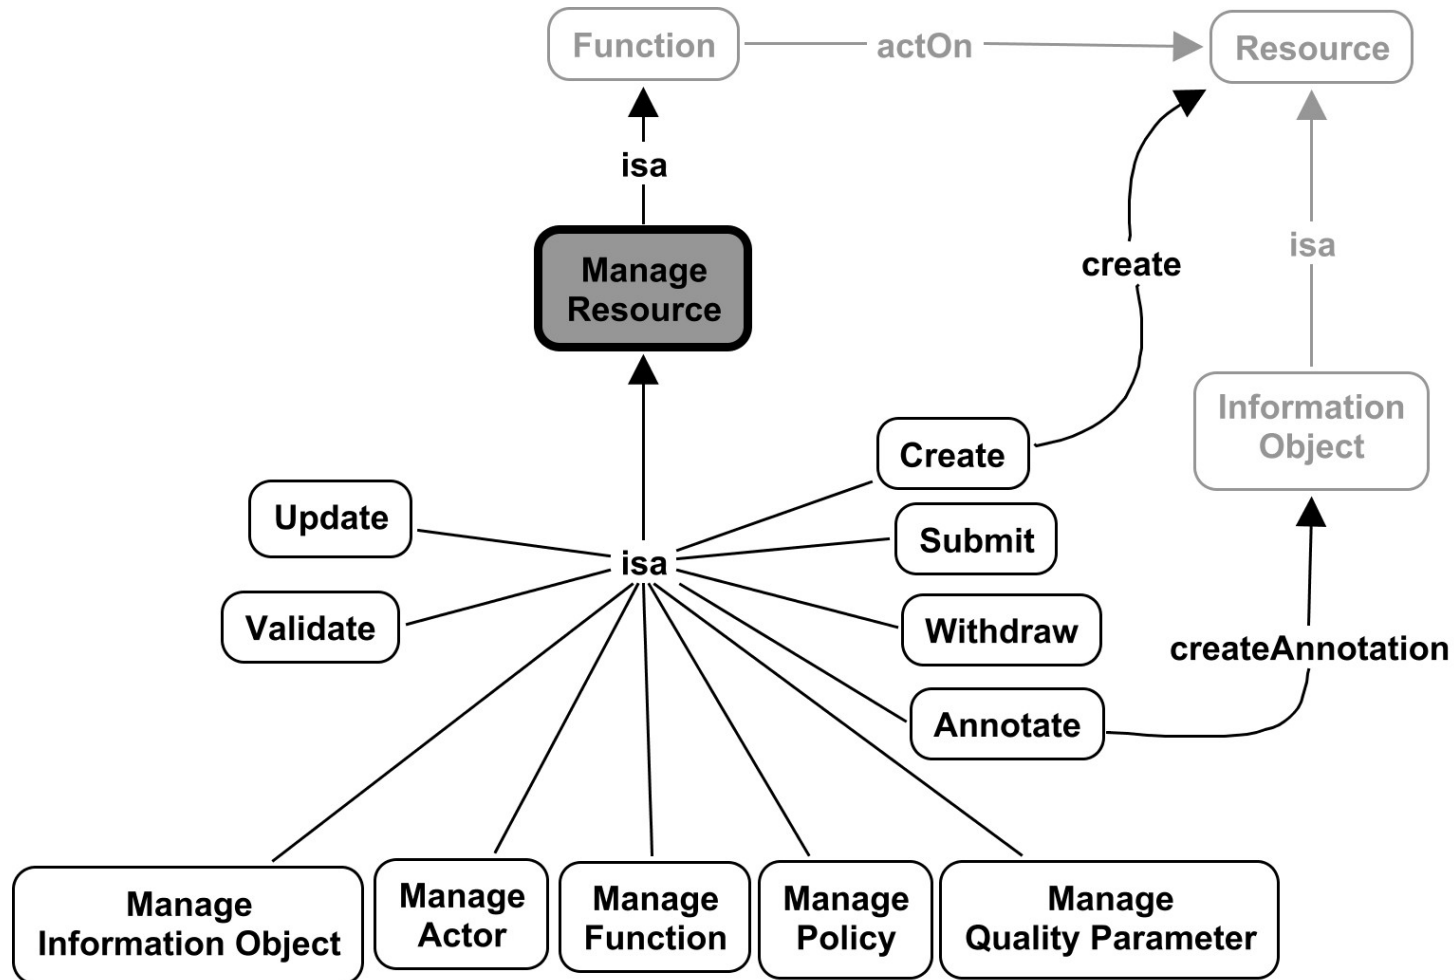 Function
actOn
Resource
isa
Manage
Resource
create
isa
Information
Object
Create
Update
Submit
isa
Validate
Withdraw
createAnnotation
Annotate
Manage
Information Object
Manage
Actor
Manage
Function
Manage
Policy
Manage
Quality Parameter